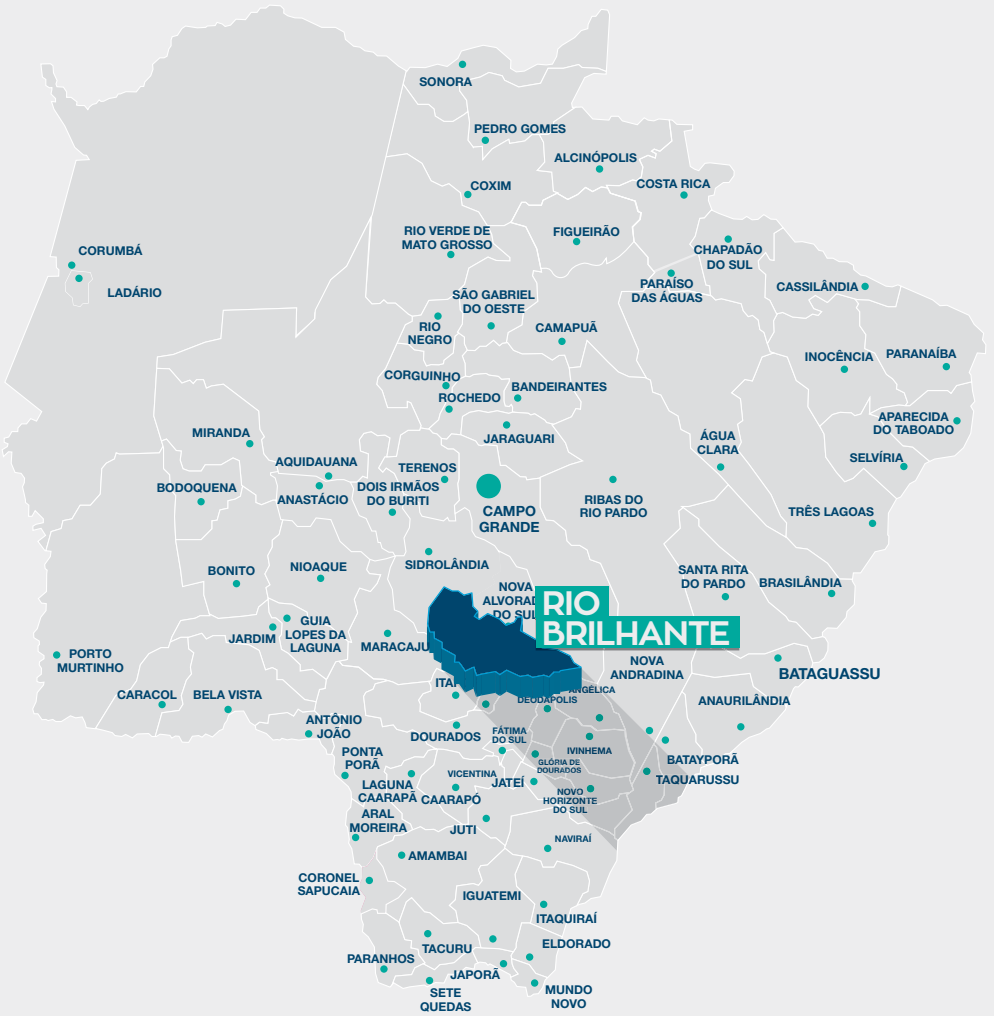 SONORA
PEDRO GOMES
ALCINÓPOLIS
COSTA RICA
COXIM
RIO VERDE DE
MATO GROSSO
FIGUEIRÃO
CHAPADÃO
DO SUL
CORUMBÁ
LADÁRIO
PARAÍSO
DAS ÁGUAS
CASSILÂNDIA
SÃO GABRIEL
DO OESTE
RIO
NEGRO
CAMAPUÃ
INOCÊNCIA
PARANAÍBA
CORGUINHO
ROCHEDO
BANDEIRANTES
APARECIDA
DO TABOADO
MIRANDA
JARAGUARI
ÁGUA
CLARA
SELVÍRIA
AQUIDAUANA
TERENOS
BODOQUENA
ANASTÁCIO
DOIS IRMÃOS
DO BURITI
CAMPO
GRANDE
RIBAS DO
RIO PARDO
TRÊS LAGOAS
SIDROLÂNDIA
BONITO
NIOAQUE
SANTA RITA
DO PARDO
BRASILÂNDIA
NOVA
DO SUL
RIO
BRILHANTE
GUIA
LOPES DA
LAGUNA
JARDIM
MARACAJU
PORTO
MURTINHO
NOVA
ANDRADINA
BATAGUASSU
CARACOL
BELA VISTA
ANGÉLICA
DEODÁPOLIS
ANAURILÂNDIA
ANTÔNIO
JOÃO
DOURADOS
FÁTIMA
DO SUL
IVINHEMA
PONTA
PORÃ
GLÓRIA DE
DOURADOS
BATAYPORÃ
TAQUARUSSU
VICENTINA
JATEÍ
LAGUNA
CAARAPÃ
CAARAPÓ
NOVO
HORIZONTE
DO SUL
ARAL
MOREIRA
JUTI
NAVIRAÍ
AMAMBAI
CORONEL
SAPUCAIA
IGUATEMI
ITAQUIRAÍ
TACURU
ELDORADO
PARANHOS
JAPORÃ
SETE
QUEDAS
MUNDO
NOVO